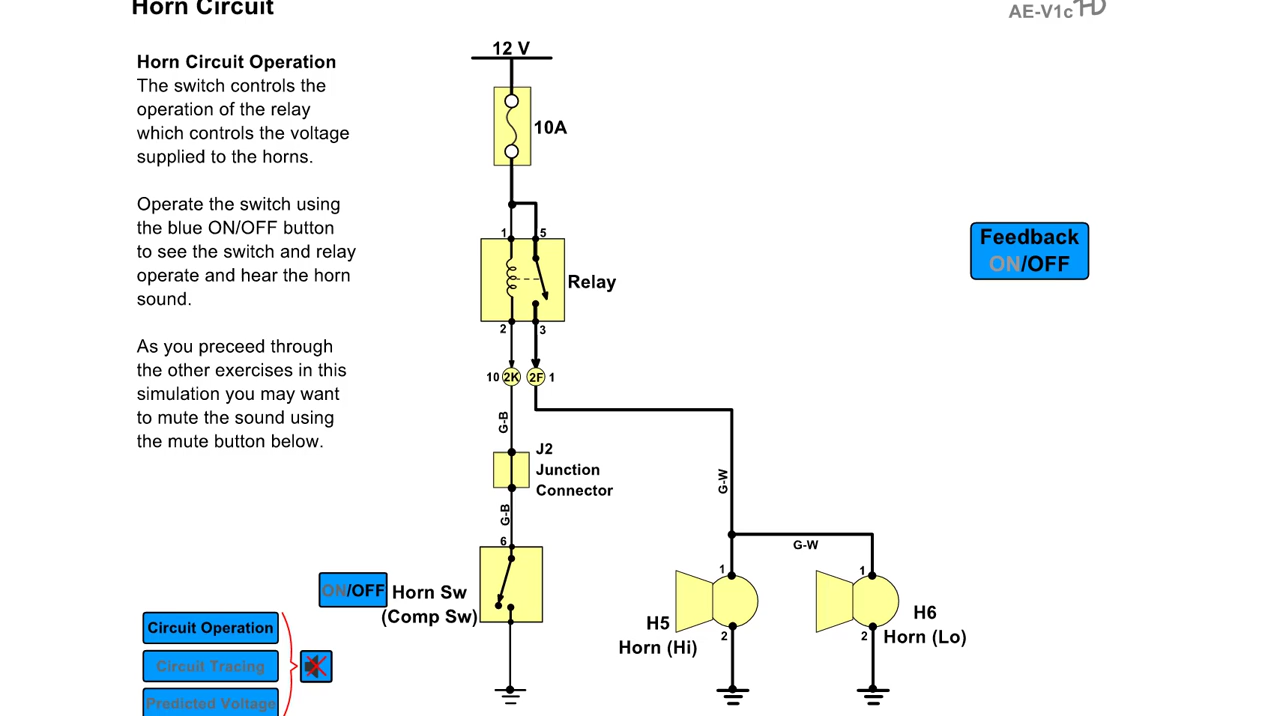 Horn Circuit
AE-V1c
Horn Circuit Operation
The switch controls the
operation of the relay
which controls the voltage
supplied to the horns.
Operate the switch using
the blue ON/OFF button
to see the switch and relay
operate and hear the horn
sound.
As you preceed through
the other exercises in this
simulation you may want
to mute the sound using
the mute button below.
12 V
10A
1
5
Relay
2
3
10 2K
2F 1
G-B
J2
Junction
Connector
G-B
6
ON/OFF
Horn Sw
(Comp Sw)
G-W
G-W
1
2
H5
Horn (Hi)
1
2
H6
Horn (Lo)
Feedback
ON/OFF
Circuit Operation
Circuit Tracing
Predicted Voltage